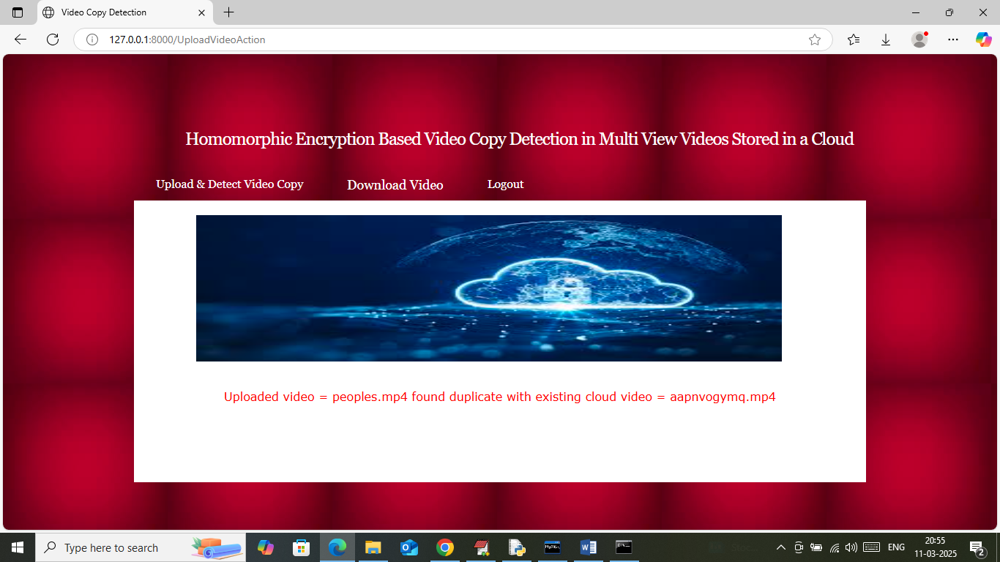 Video Copy Detection
127.0.0.1:8000/UploadVideoAction
Homomorphic Encryption Based Video Copy Detection in Multi View Videos Stored in a Cloud
Upload & Detect Video Copy
Download Video
Logout
Uploaded video = peoples.mp4 found duplicate with existing cloud video = aapnvogymq.mp4
Type here to search
ENG
20:55
11-03-2025
2